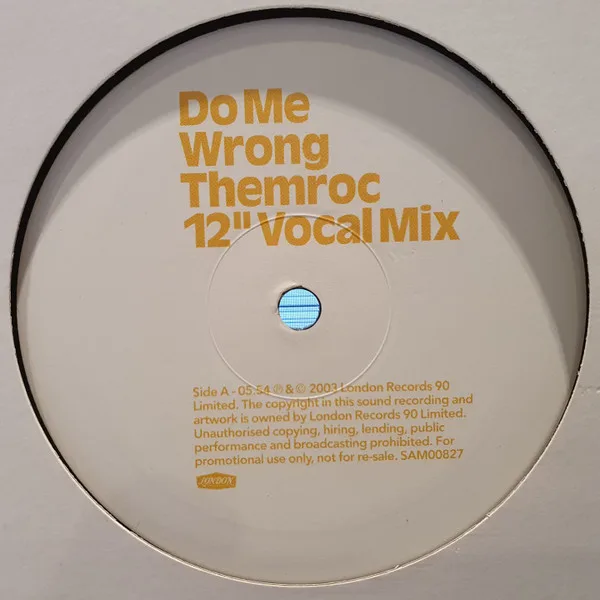 Do Me
Wrong
Themroc
12" Vocal Mix
Side A - 05:54 ℗ & © 2003 London Records 90
Limited. The copyright in this sound recording and
artwork is owned by London Records 90 Limited.
Unauthorised copying, hiring, lending, public
performance and broadcasting prohibited. For
promotional use only, not for re-sale. SAM00827
LONDON